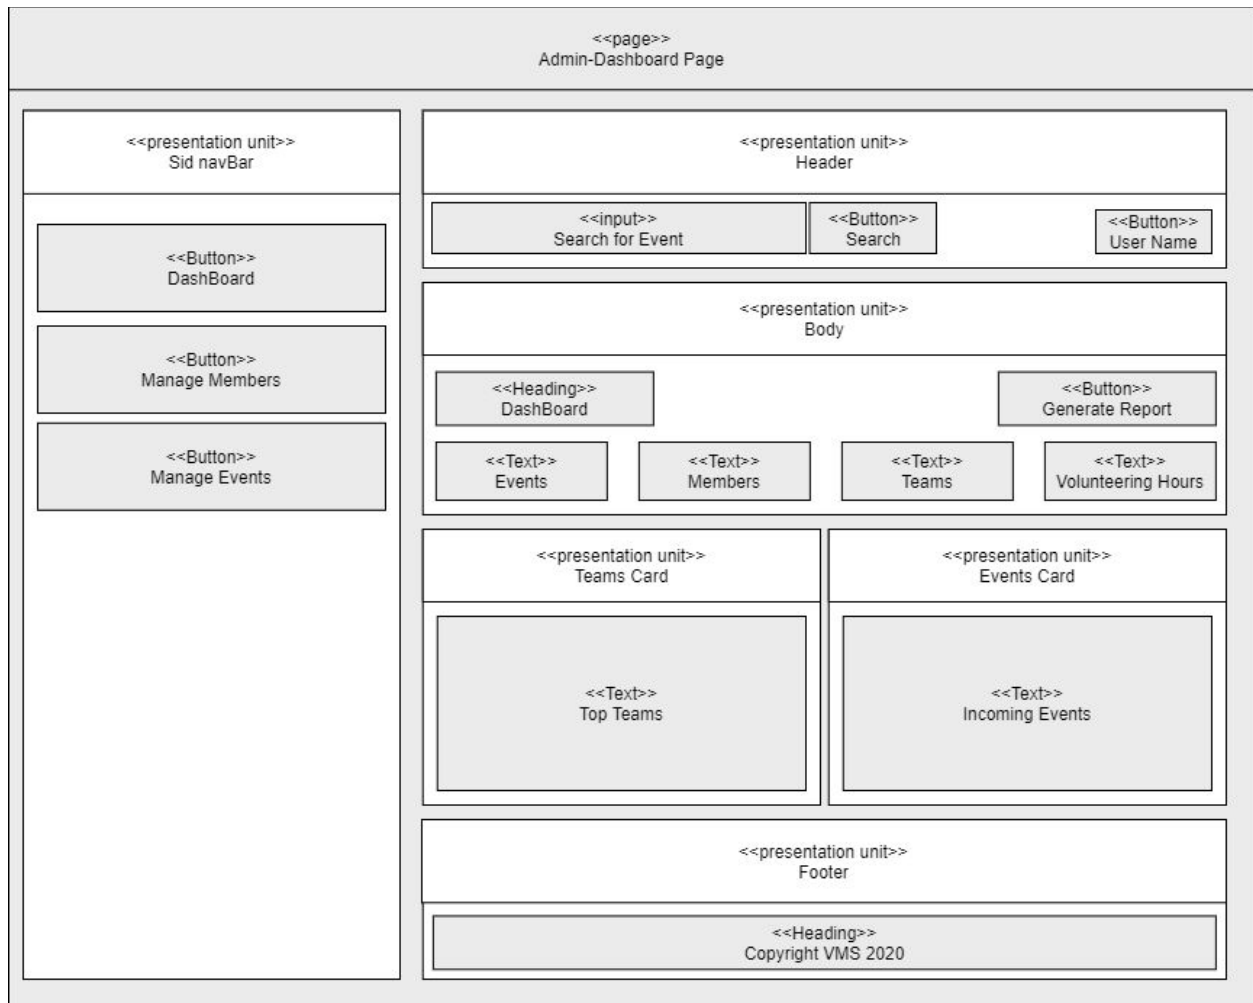 <<page>>
Admin-Dashboard Page
<<presentation unit>>
Sid navBar
<<Button>>
DashBoard
<<Button>>
Manage Members
<<Button>>
Manage Events
<<presentation unit>>
Header
<<input>>
Search for Event
<<Button>>
Search
<<Button>>
User Name
<<presentation unit>>
Body
<<Heading>>
DashBoard
<<Button>>
Generate Report
<<Text>>
Events
<<Text>>
Members
<<Text>>
Teams
<<Text>>
Volunteering Hours
<<presentation unit>>
Teams Card
<<Text>>
Top Teams
<<presentation unit>>
Events Card
<<Text>>
Incoming Events
<<presentation unit>>
Footer
<<Heading>>
Copyright VMS 2020